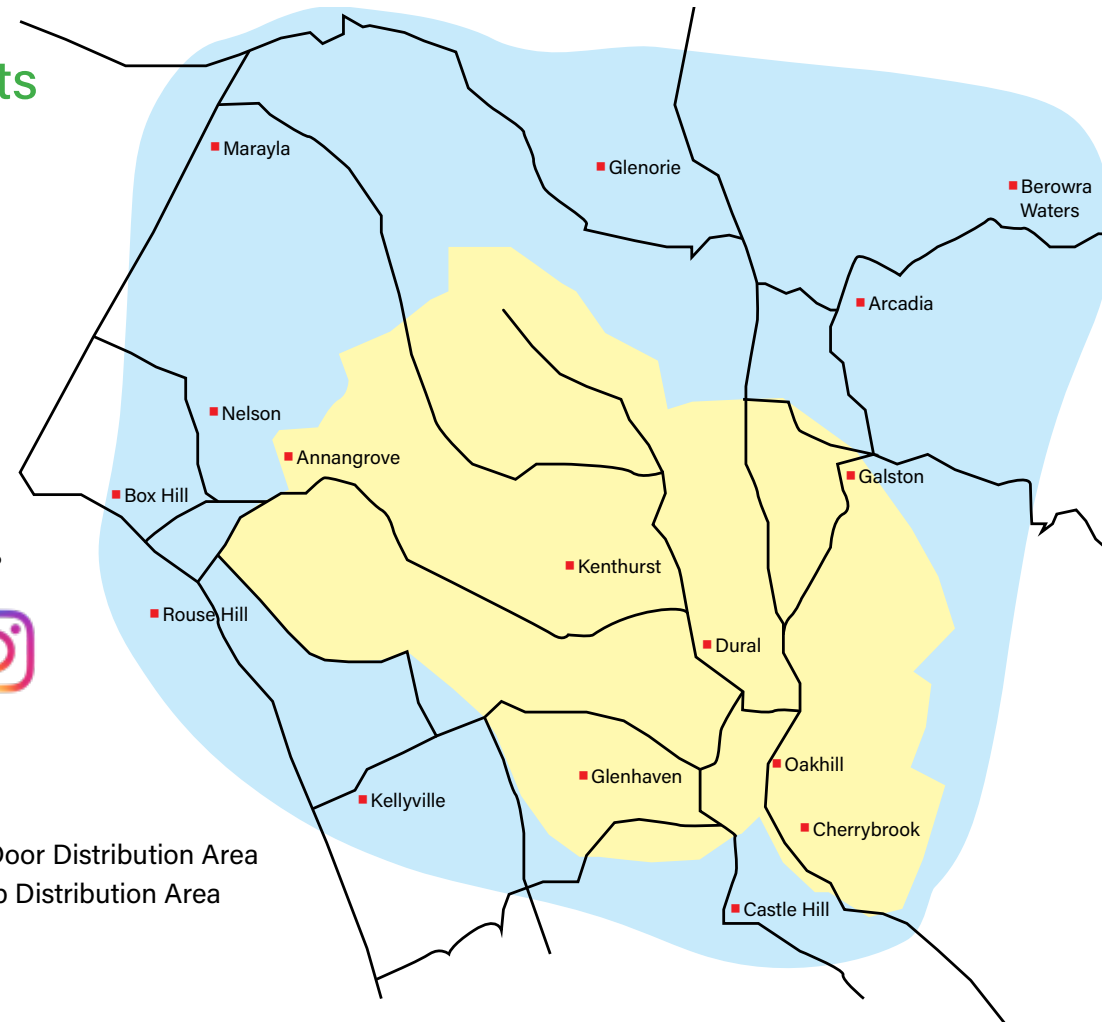 ts
Marayla
Glenorie
Berowra
Waters
Arcadia
Nelson
Annangrove
Galston
Box Hill
Kenthurst
Rouse Hill
Dural
Oakhill
Glenhaven
Kellyville
Cherrybrook
Door Distribution Area
p Distribution Area
Castle Hill